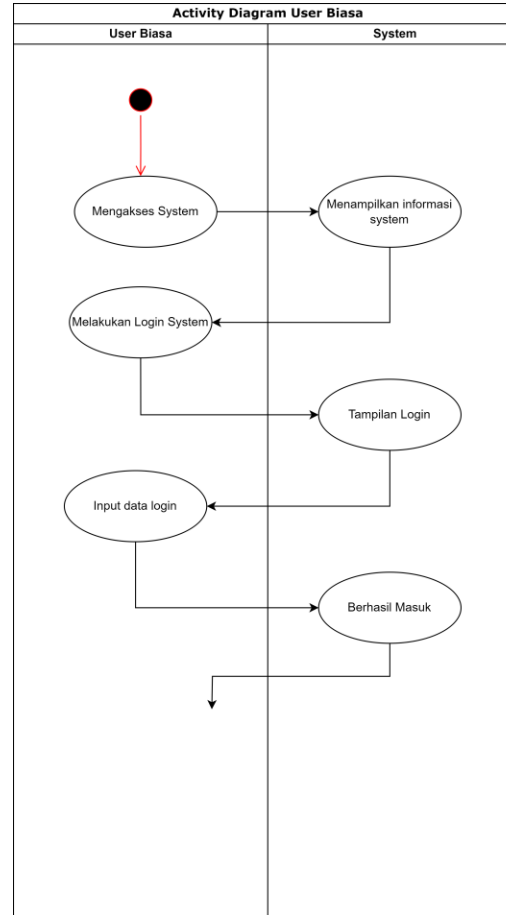 Activity Diagram User Biasa
User Biasa
System
Mengakses System
Menampilkan informasi
system
Melakukan Login System
Tampilan Login
Input data login
Berhasil Masuk